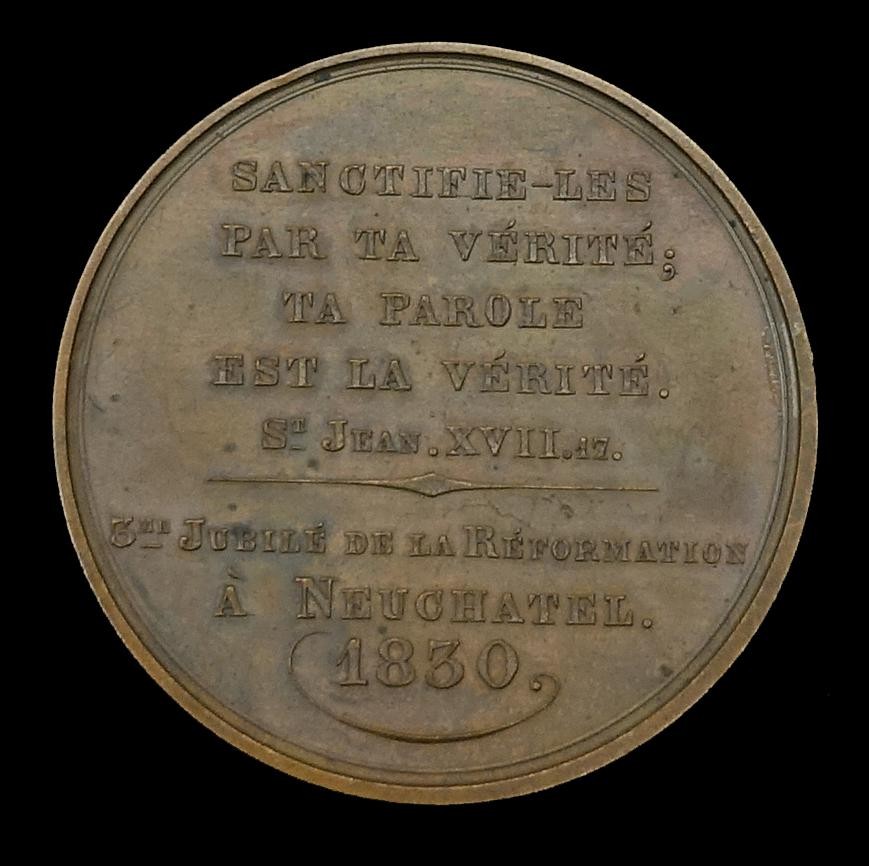 SANCTIFIE-LES
PAR TA VÉRITÉ;
TA PAROLE
EST LA VÉRITÉ.
ST JEAN. XVII.17.
3ME JUBILÉ DE LA RÉFORMATION
À NEUCHATEL.
1830.